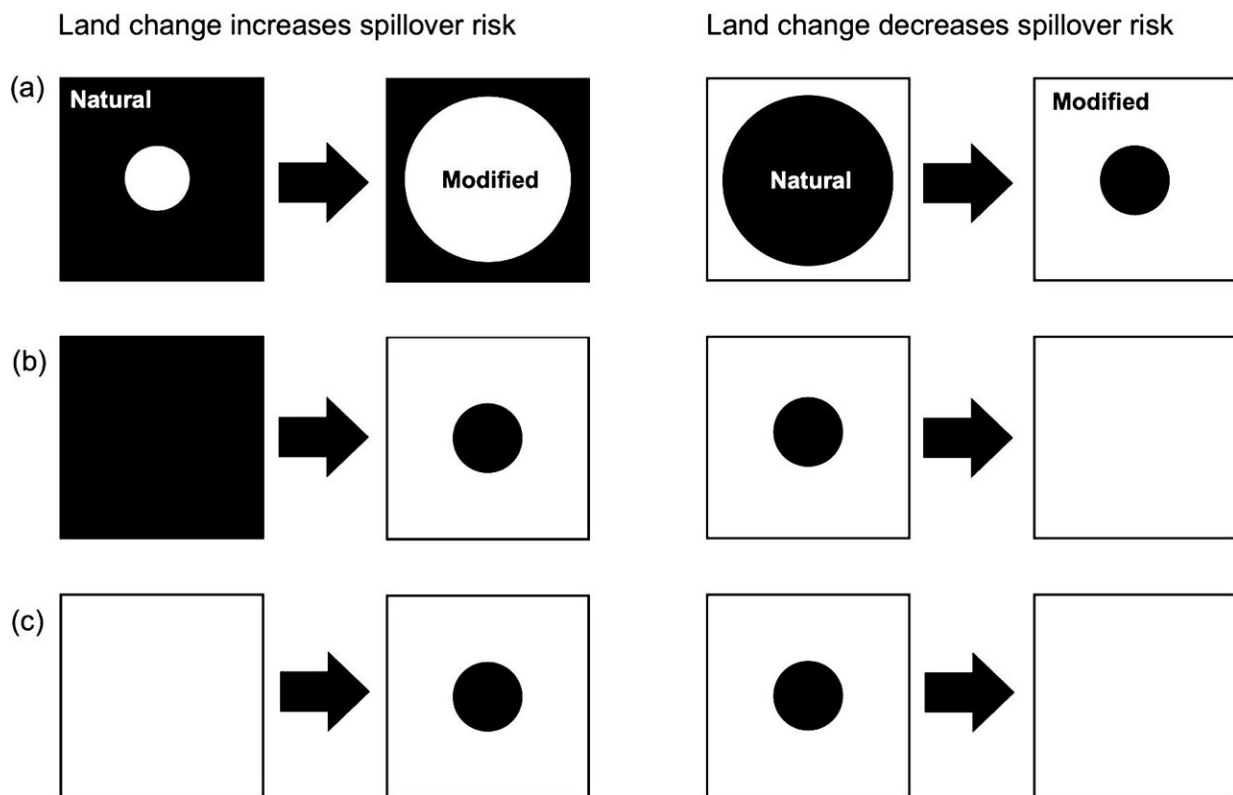 Land change increases spillover risk
Land change decreases spillover risk
(a)
Natural
Modified
Natural
Modified
(b)
(c)